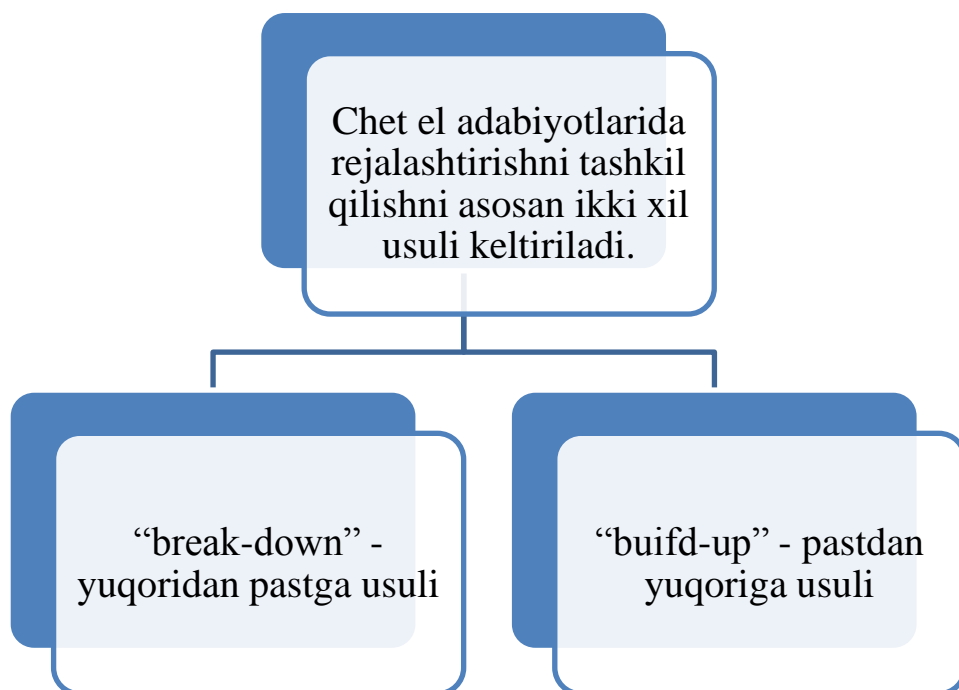 Chet el adabiyotlarida
rejalashtirishni tashkil
qilishni asosan ikki xil
usuli keltiriladi.
“break-down” -
yuqoridan pastga usuli
“buifd-up” - pastdan
yuqoriga usuli